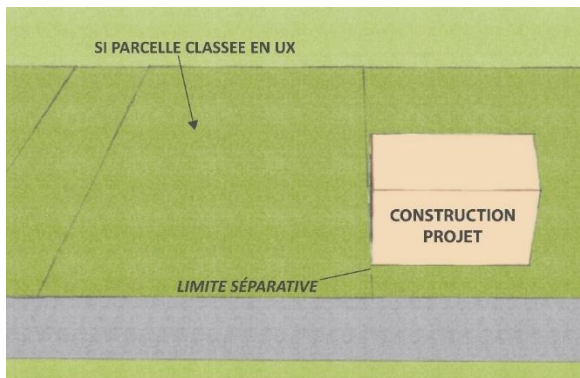 SI PARCELLE CLASSEE EN UX
CONSTRUCTION
PROJET
LIMITE SÉPARATIVE